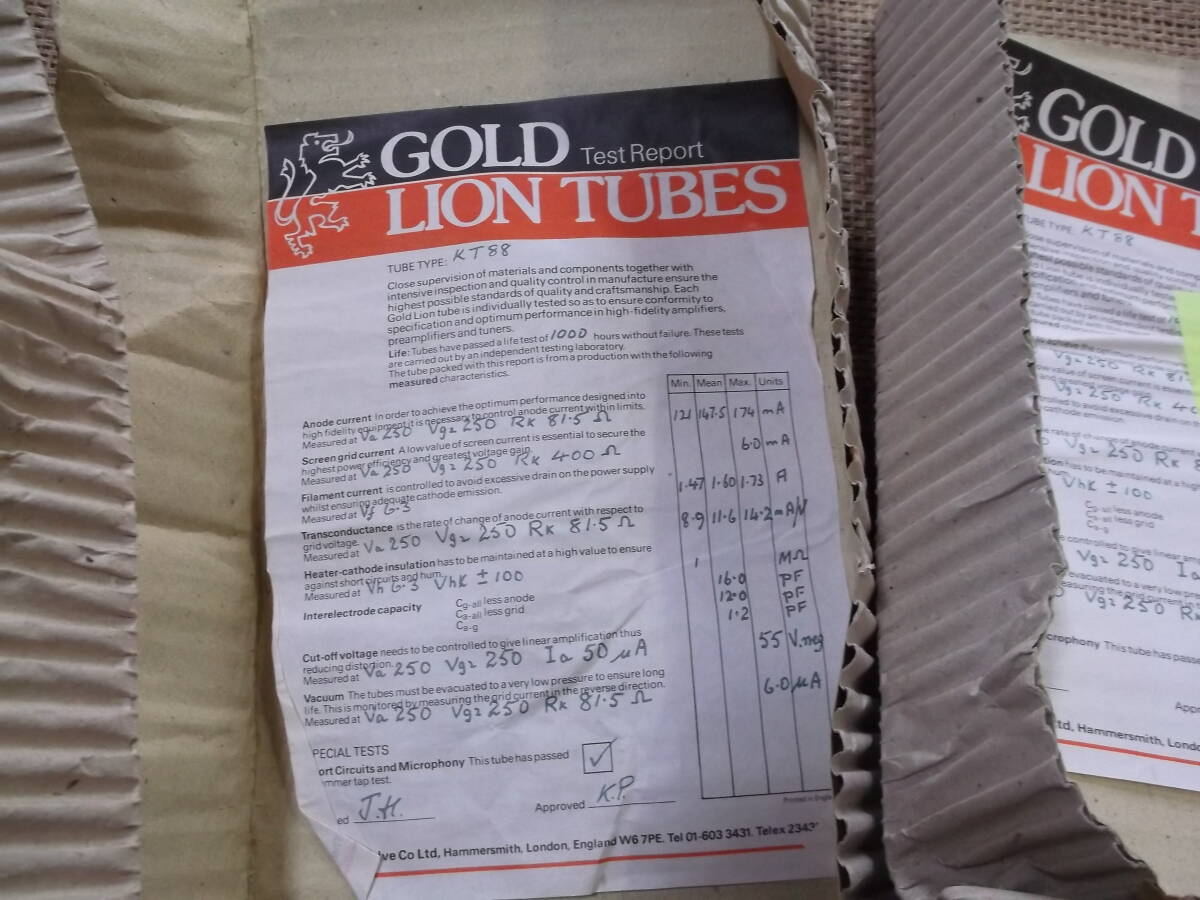 GOLD Test Report
LION TUBES
TUBE TYPE: KT88
Close supervision of materials and components together with
intensive inspection and quality control in manufacture ensure the
highest possible standards of quality and craftsmanship. Each
Gold Lion tube is individually tested so as to ensure conformity to
specification and optimum performance in high-fidelity amplifiers,
preamplifiers and tuners.
Life: Tubes have passed a life test of 1000 hours without failure. These tests
are carried out by an independent testing laboratory.
The tube packed with this report is from a production with the following
measured characteristics.
Min. Mean Max. Units
Anode current In order to achieve the optimum performance designed into
high fidelity equipment it is necessary to control anode current within limits.
Measured at Va 250 Vg2 250 Rk 81.5 Ω
121 147.5 174 mA
Screen grid current A low value of screen current is essential to secure the
highest power efficiency and greatest voltage gain.
Measured at Va 250 Vg2 250 Rk 400 Ω
6.0 mA
Filament current is controlled to avoid excessive drain on the power supply
whilst ensuring adequate cathode emission.
Measured at Vf 6.3
1.47 1.60 1.73 A
Transconductance is the rate of change of anode current with respect to
grid voltage.
Measured at Va 250 Vg2 250 Rk 81.5 Ω
8.9 11.6 14.2 mA/V
Heater-cathode insulation has to be maintained at a high value to ensure
against short circuits and hum.
Measured at Vh 6.3 Vhk ± 100
1 MΩ
Interelectrode capacity Cg-all less anode 16.0 PF
Ca-all less grid 12.0 PF
Ca-g 1.2 PF
Cut-off voltage needs to be controlled to give linear amplification thus
reducing distortion.
Measured at Va 250 Vg2 250 Ia 50 μA
55 V.neg
Vacuum The tubes must be evacuated to a very low pressure to ensure long
life. This is monitored by measuring the grid current in the reverse direction.
Measured at Va 250 Vg2 250 Rk 81.5 Ω
6.0 μA
PECIAL TESTS
ort Circuits and Microphony This tube has passed ✓
mmer tap test.
ed J.H. Approved K.P.
Printed in Engla
lve Co Ltd, Hammersmith, London, England W6 7PE. Tel 01-603 3431. Telex 2343
GOLD
LION T
UBE TYPE: KT88
Vg2 250
Vhk ± 100
Cg-all less anode
Ca-all less grid
Ca-g
Vg2 250
crophony This tube has pass
Appr
td, Hammersmith, Lond